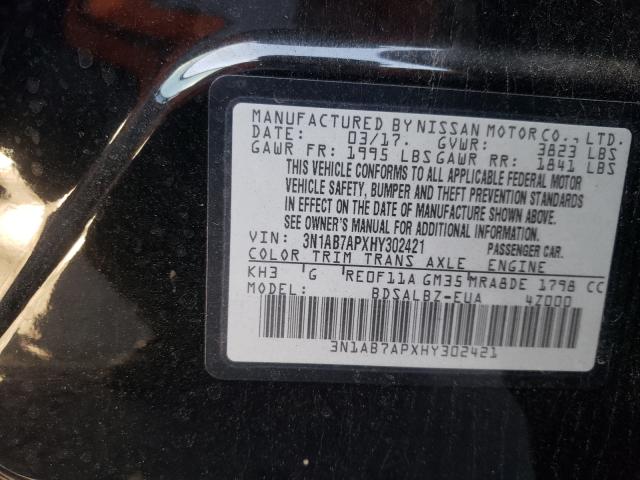 MANUFACTURED BY NISSAN MOTOR CO., LTD.
DATE: 03/17. GVWR: 3823 LBS
GAWR FR: 1995 LBS GAWR RR: 1841 LBS
THIS VEHICLE CONFORMS TO ALL APPLICABLE FEDERAL MOTOR
VEHICLE SAFETY, BUMPER AND THEFT PREVENTION STANDARDS
IN EFFECT ON THE DATE OF MANUFACTURE SHOWN ABOVE.
SEE OWNER'S MANUAL FOR ADDITIONAL INFORMATION.
VIN: 3N1AB7APXHY302421 PASSENGER CAR.
COLOR TRIM TRANS AXLE ENGINE
KH3 G RE0F11A GM35 MRA8DE 1798 CC
MODEL: BDSALBZ-EUA 4Z000
3N1AB7APXHY302421